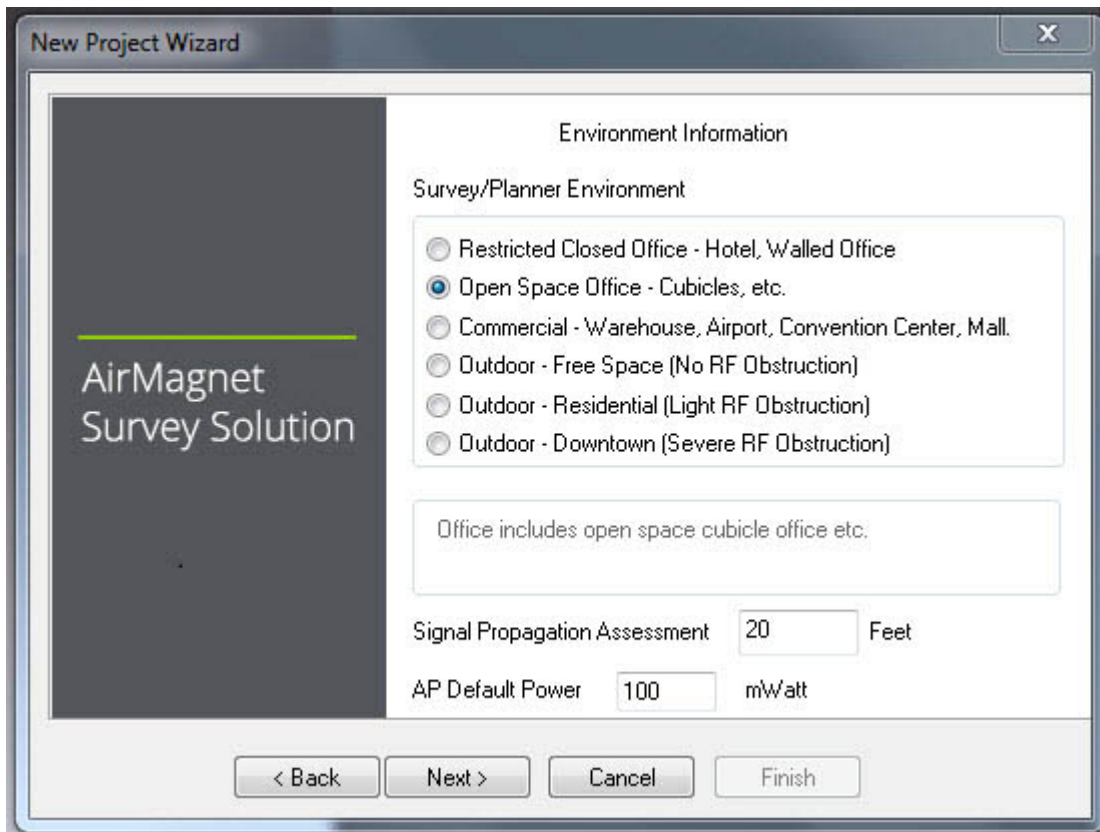 New Project Wizard
X
Environment Information
Survey/Planner Environment
Restricted Closed Office - Hotel, Walled Office
Open Space Office - Cubicles, etc.
Commercial - Warehouse, Airport, Convention Center, Mall.
Outdoor - Free Space (No RF Obstruction)
Outdoor - Residential (Light RF Obstruction)
Outdoor - Downtown (Severe RF Obstruction)
AirMagnet
Survey Solution
Office includes open space cubicle office etc.
Signal Propagation Assessment 20 Feet
AP Default Power 100 mWatt
< Back Next > Cancel Finish